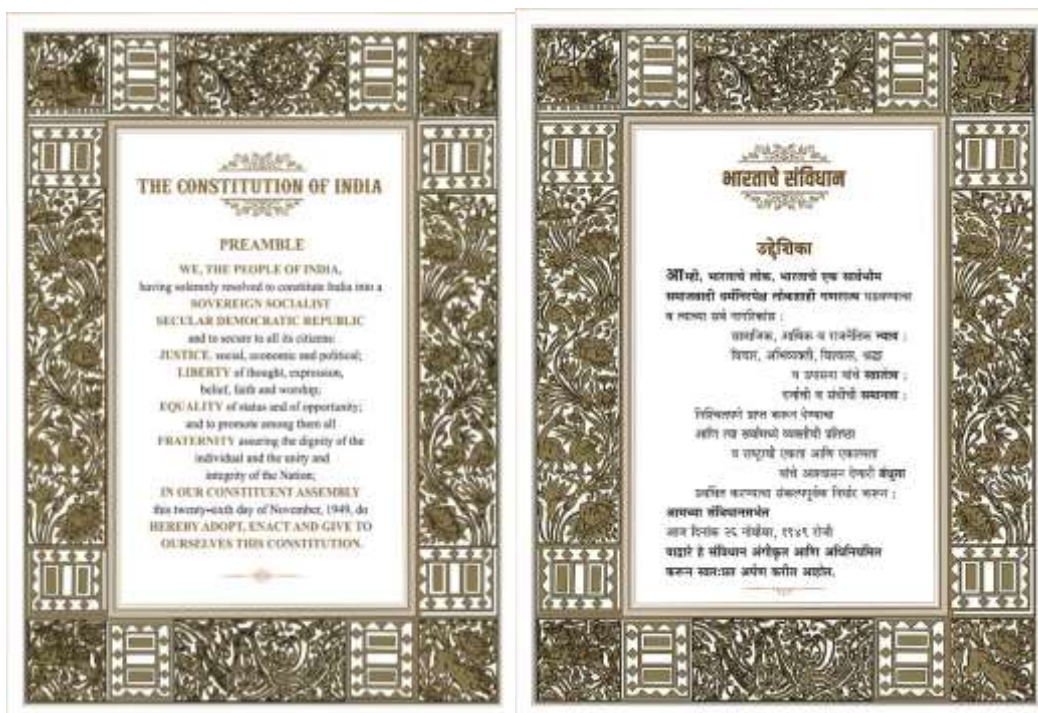 THE CONSTITUTION OF INDIA
PREAMBLE
WE, THE PEOPLE OF INDIA,
having solemnly resolved to constitute India into a
SOVEREIGN SOCIALIST
SECULAR DEMOCRATIC REPUBLIC
and to secure to all its citizens:
JUSTICE, social, economic and political;
LIBERTY of thought, expression,
belief, faith and worship;
EQUALITY of status and of opportunity;
and to promote among them all
FRATERNITY assuring the dignity of the
individual and the unity and
integrity of the Nation;
IN OUR CONSTITUENT ASSEMBLY
this twenty-sixth day of November, 1949, do
HEREBY ADOPT, ENACT AND GIVE TO
OURSELVES THIS CONSTITUTION.
भारताचे संविधान
उद्देशिका
आम्ही, भारताचे लोक, भारताचे एक सार्वभौम
समाजवादी धर्मनिरपेक्ष लोकशाही गणराज्य घडवण्याचा
व त्याच्या सर्व नागरिकांस :
सामाजिक, आर्थिक व राजनैतिक न्याय ;
विचार, अभिव्यक्ती, विश्वास, श्रद्धा
व उपासना यांचे स्वातंत्र्य ;
दर्जाची व संधीची समानता ;
निश्चितपणे प्राप्त करून देण्याचा
आणि त्या सर्वांमध्ये व्यक्तीची प्रतिष्ठा
व राष्ट्राची एकता आणि एकात्मता
यांचे आश्वासन देणारी बंधुता
प्रवर्धित करण्याचा संकल्पपूर्वक निर्धार करून ;
आमच्या संविधानसभेत
आज दिनांक २६ नोव्हेंबर, १९४९ रोजी
याद्वारे हे संविधान अंगीकृत आणि अधिनियमित
करून स्वतःप्रत अर्पण करीत आहोत.